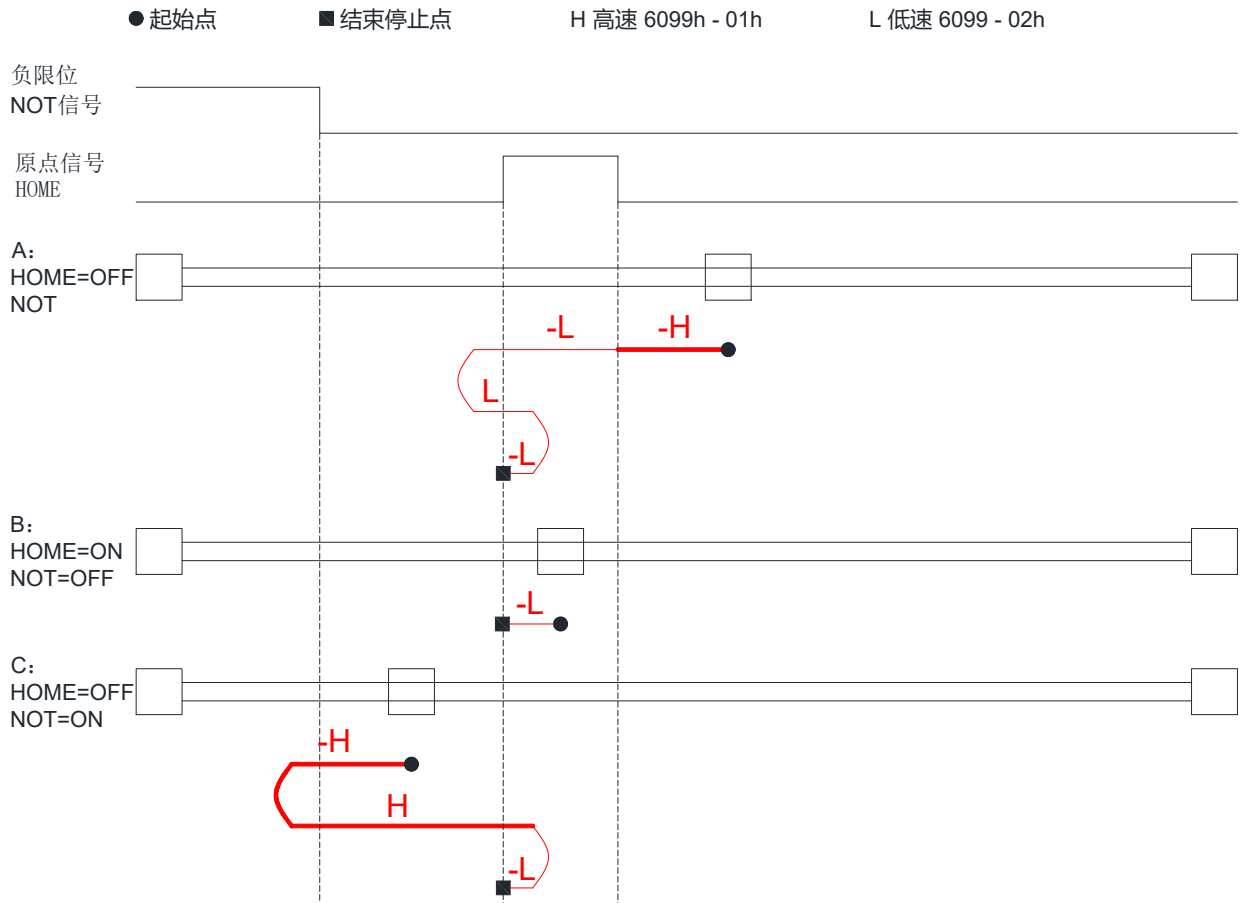 起始点 结束停止点 H 高速 6099h - 01h L 低速 6099 - 02h
负限位
NOT信号
原点信号
HOME
A：
HOME=OFF
NOT
-L -H
L
-L
B：
HOME=ON
NOT=OFF
-L
C：
HOME=OFF
NOT=ON
-H
H
-L